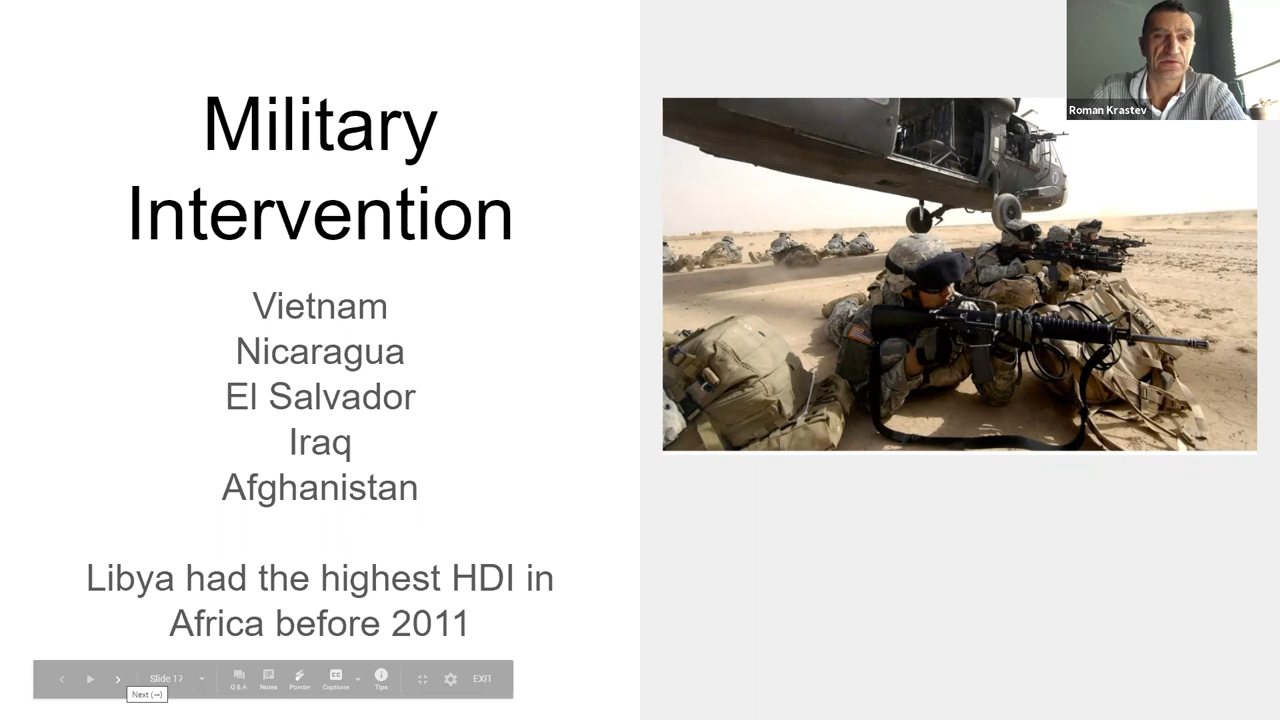 Military
Intervention
Vietnam
Nicaragua
El Salvador
Iraq
Afghanistan
Libya had the highest HDI in
Africa before 2011
Roman Krastev
Slide 17
Q & A
Notes
Pointer
CC
Captions
Tips
EXIT
Next (→)